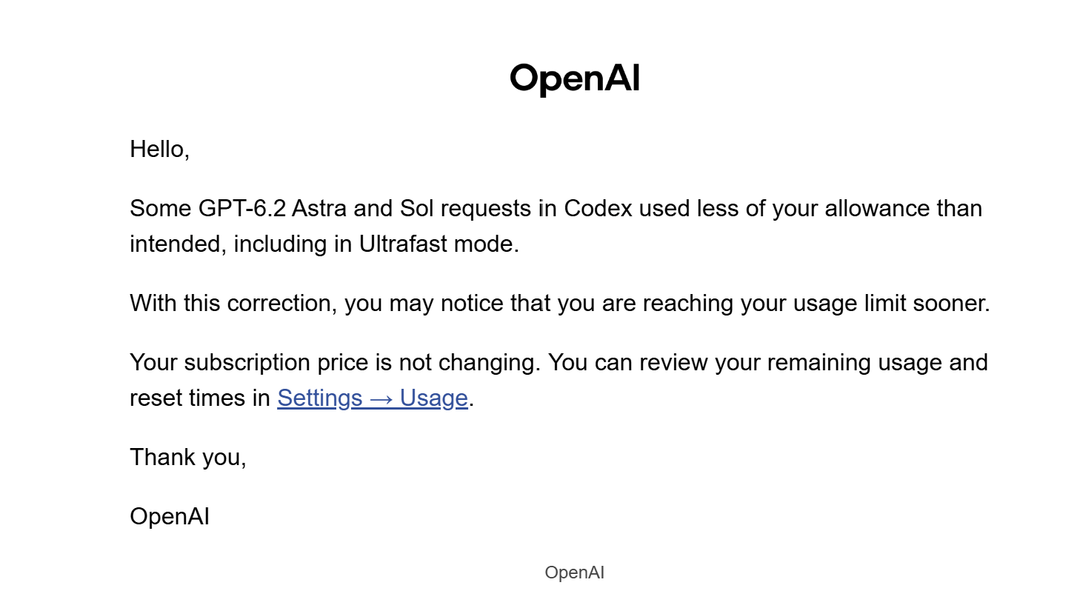 OpenAI
Hello,
Some GPT-6.2 Astra and Sol requests in Codex used less of your allowance than
intended, including in Ultrafast mode.
With this correction, you may notice that you are reaching your usage limit sooner.
Your subscription price is not changing. You can review your remaining usage and
reset times in Settings → Usage.
Thank you,
OpenAI
OpenAI